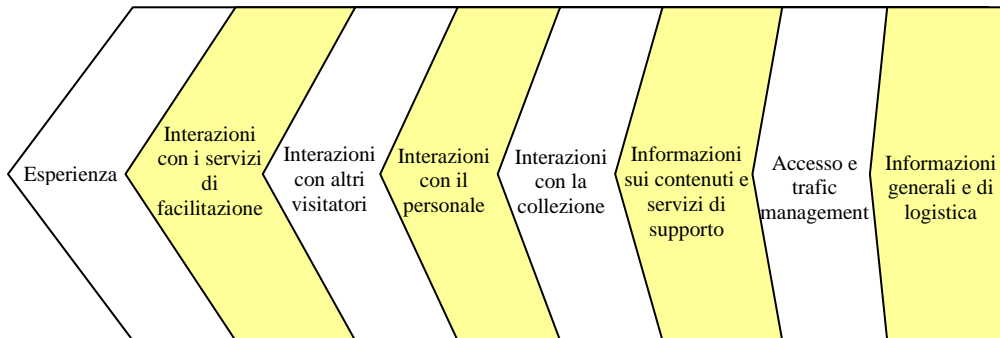 Esperienza
Interazioni
con i servizi
di
facilitazione
Interazioni
con altri
visitatori
Interazioni
con il
personale
Interazioni
con la
collezione
Informazioni
sui contenuti e
servizi di
supporto
Accesso e
trafic
management
Informazioni
generali e di
logistica